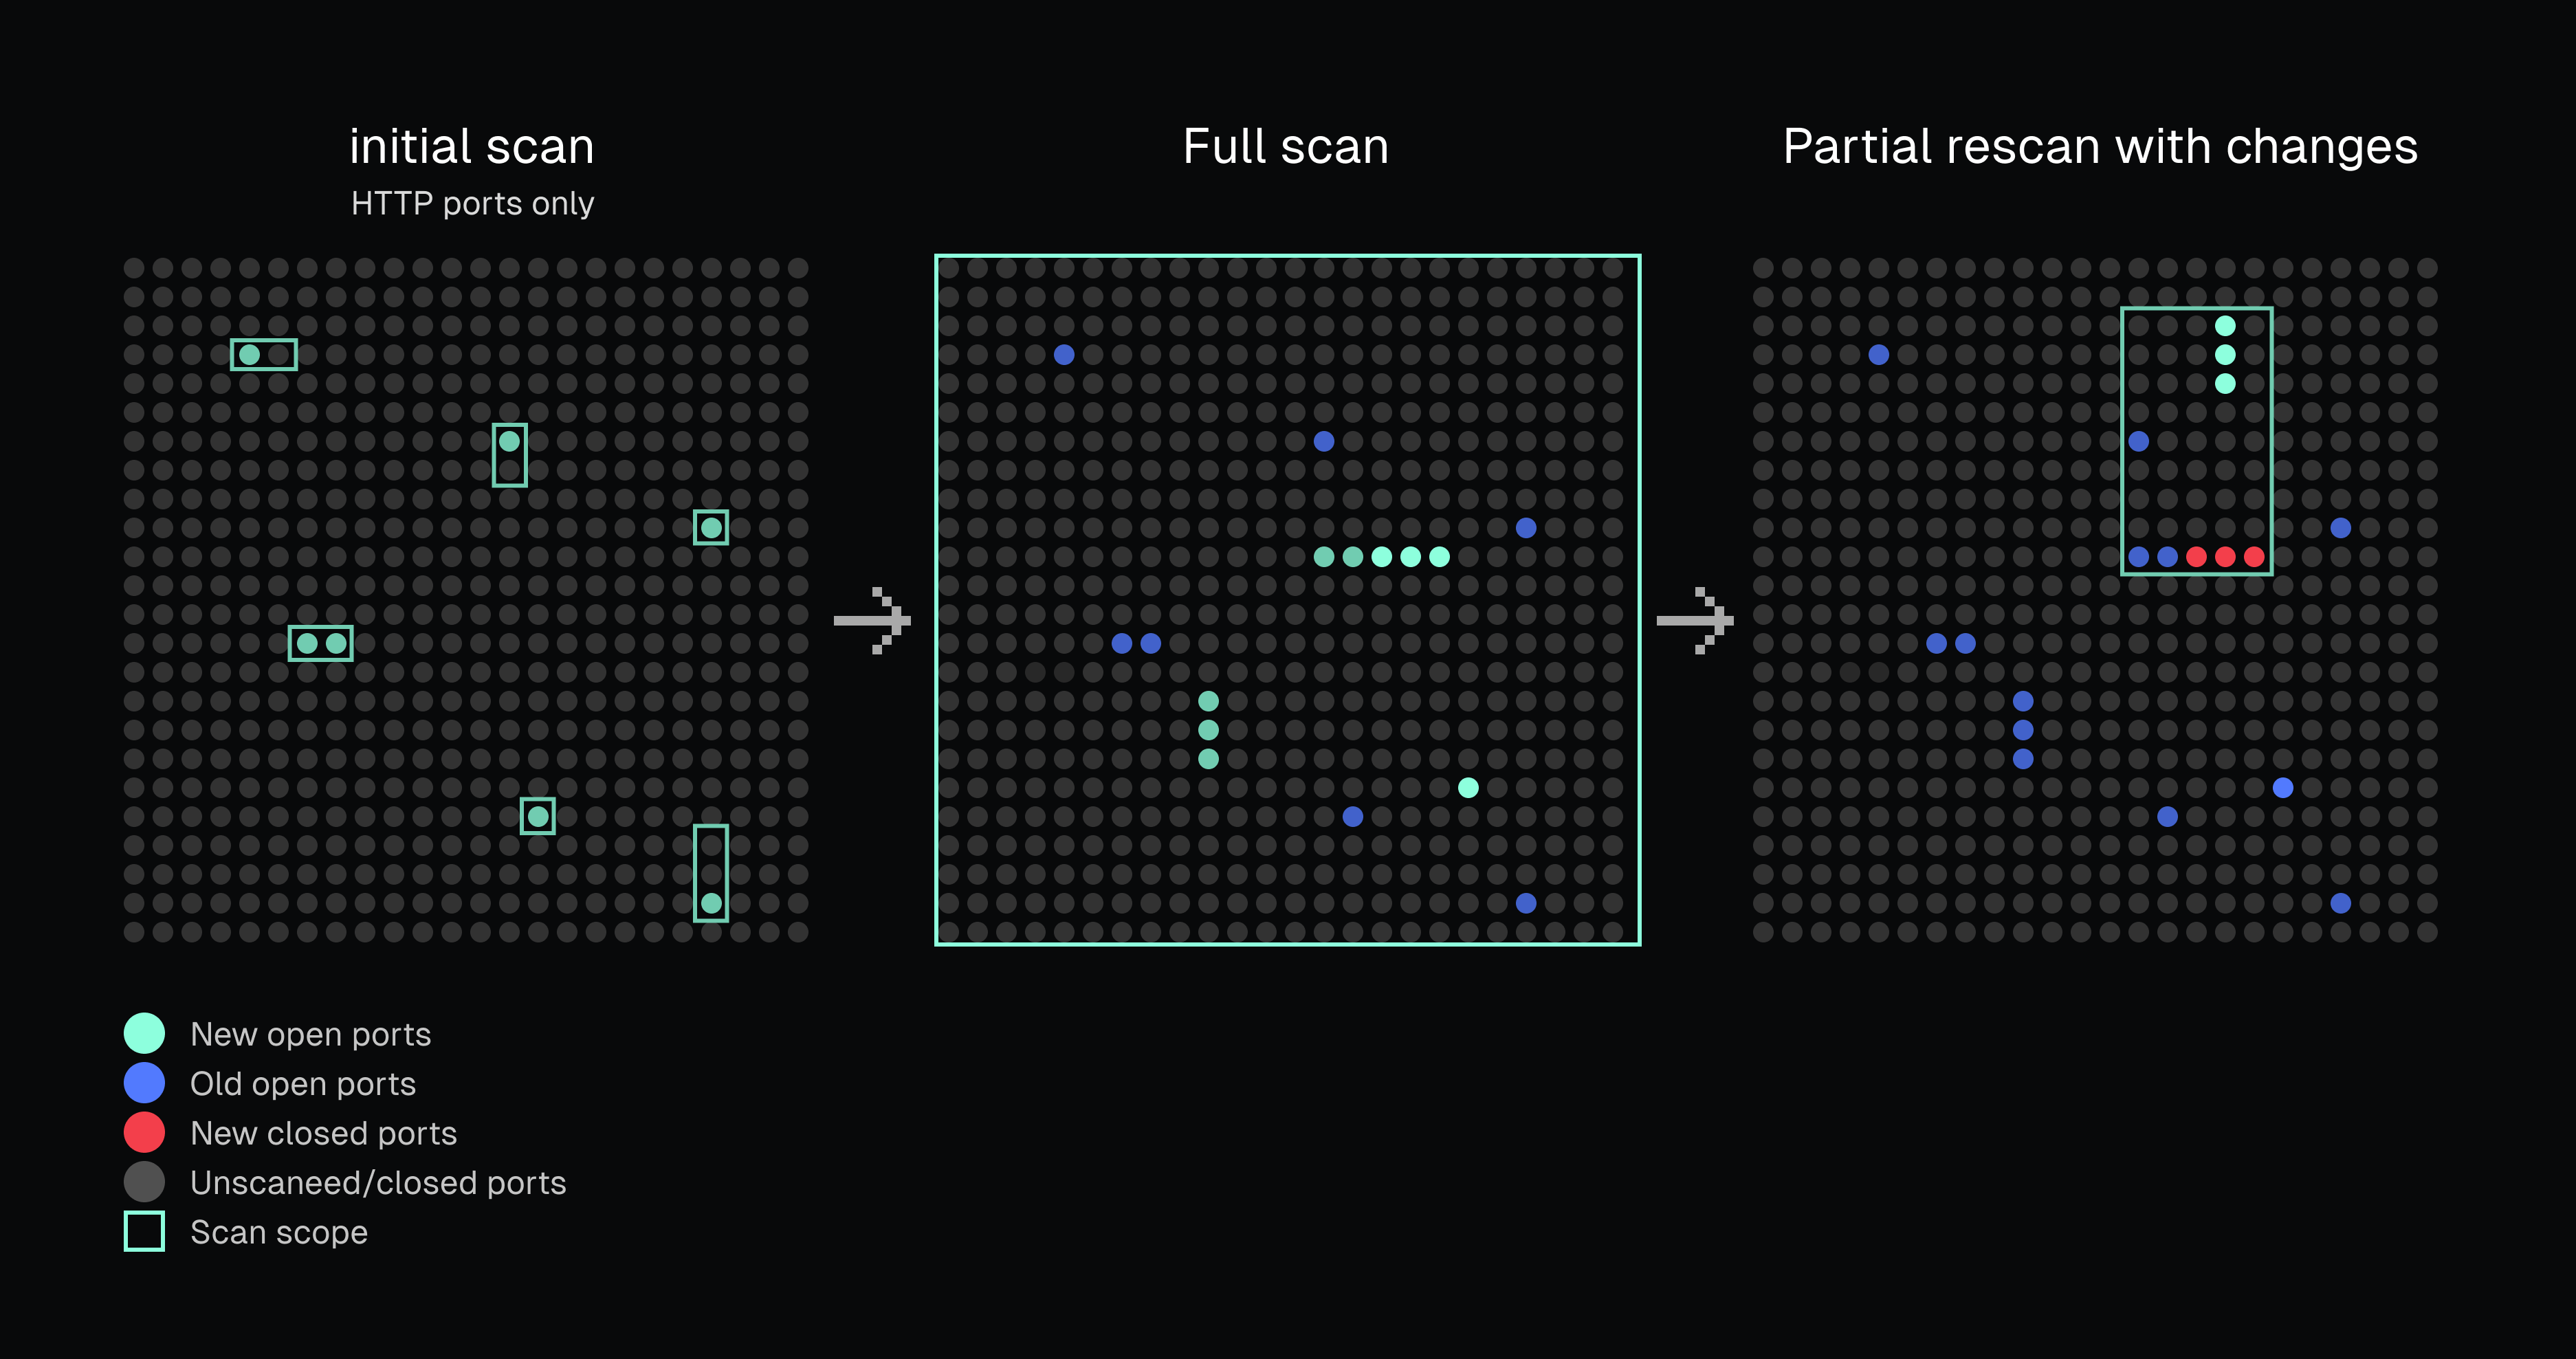 initial scan
HTTP ports only
Full scan
Partial rescan with changes
New open ports
Old open ports
New closed ports
Unscaneed/closed ports
Scan scope